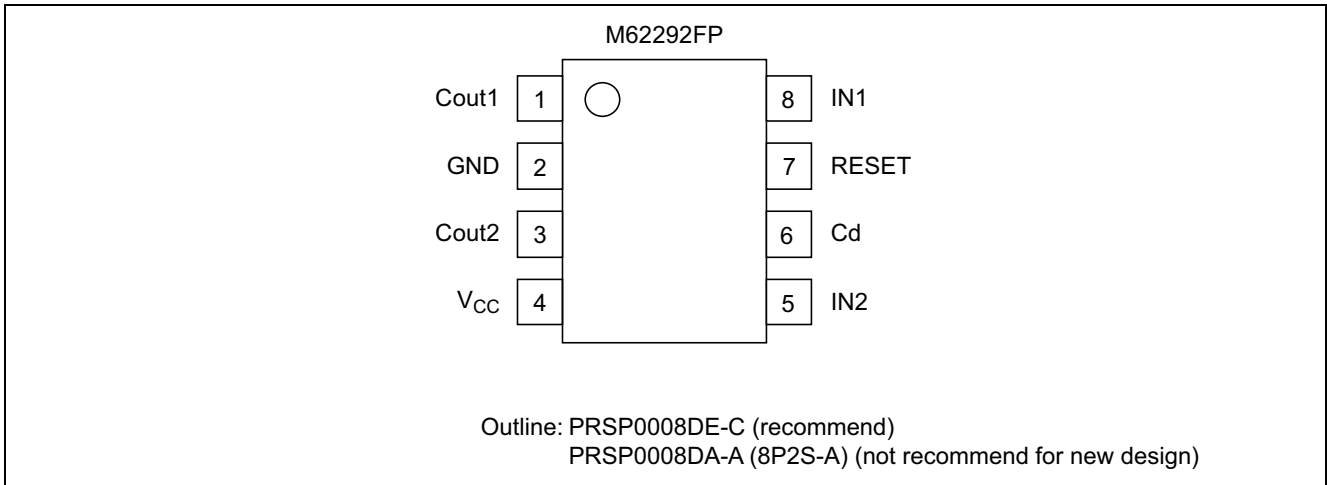 M62292FP
Cout1 1 8 IN1
GND 2 7 RESET
Cout2 3 6 Cd
VCC 4 5 IN2
Outline: PRSP0008DE-C (recommend)
PRSP0008DA-A (8P2S-A) (not recommend for new design)